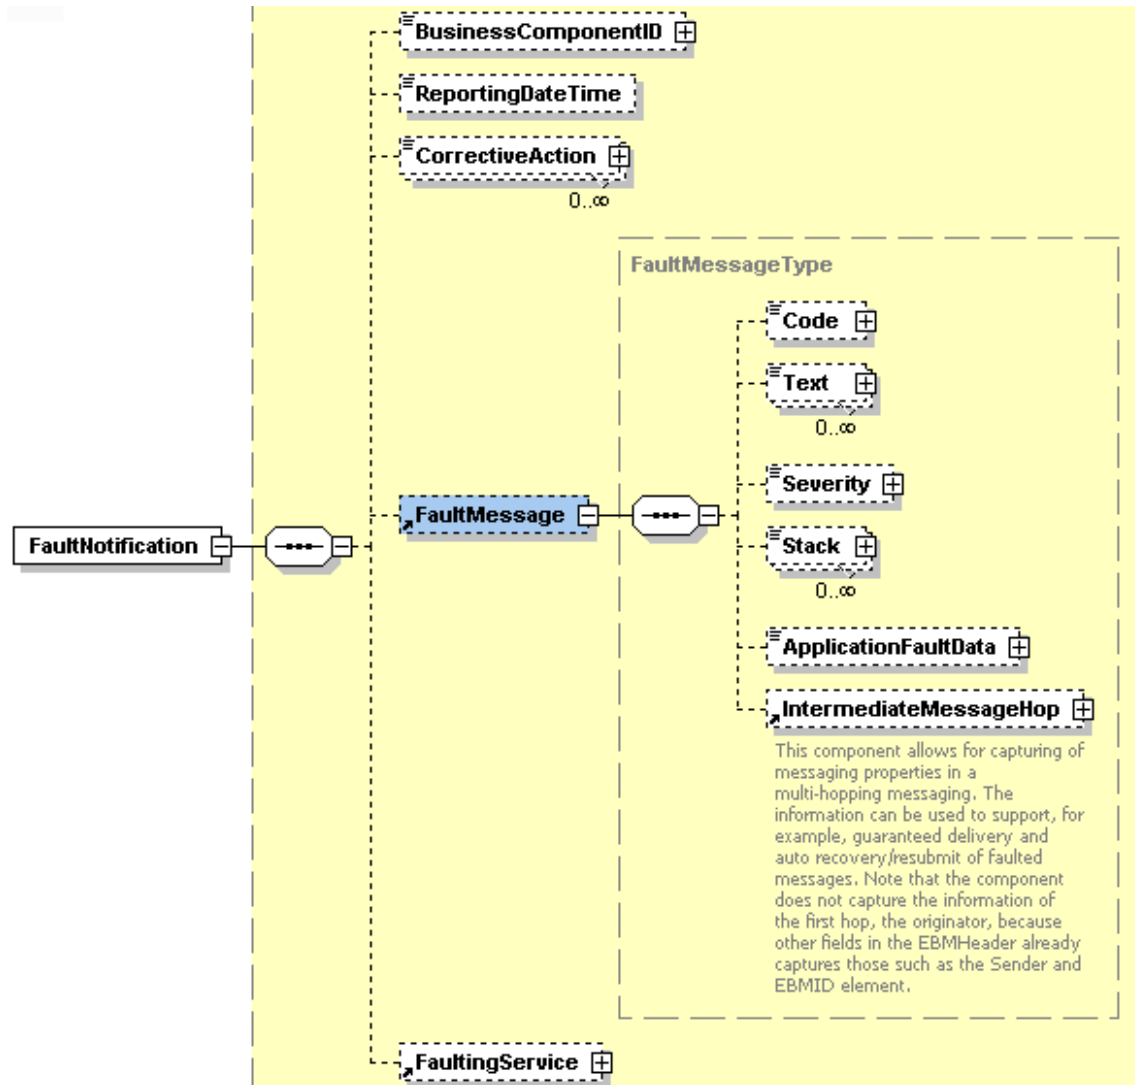 BusinessComponentID
ReportingDateTime
CorrectiveAction
0..∞
FaultMessageType
Code
Text
0..∞
Severity
FaultMessage
FaultNotification
Stack
0..∞
ApplicationFaultData
IntermediateMessageHop
This component allows for capturing of
messaging properties in a
multi-hopping messaging. The
information can be used to support, for
example, guaranteed delivery and
auto recovery/resubmit of faulted
messages. Note that the component
does not capture the information of
the first hop, the originator, because
other fields in the EBMHeader already
captures those such as the Sender and
EBMID element.
FaultingService